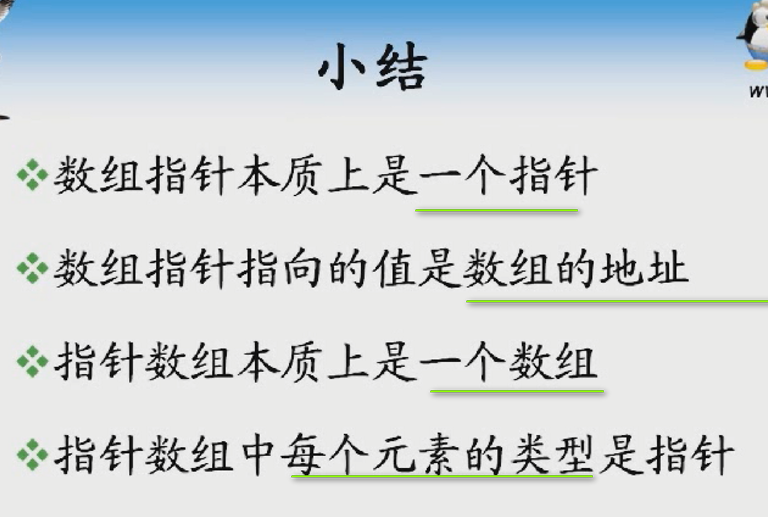 小结
数组指针本质上是一个指针
数组指针指向的值是数组的地址
指针数组本质上是一个数组
指针数组中每个元素的类型是指针